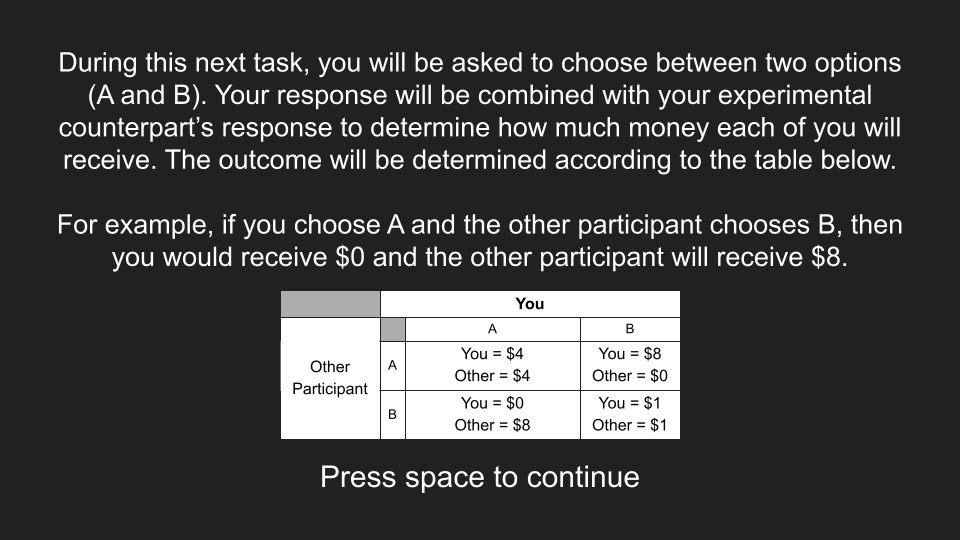 During this next task, you will be asked to choose between two options
(A and B). Your response will be combined with your experimental
counterpart’s response to determine how much money each of you will
receive. The outcome will be determined according to the table below.
For example, if you choose A and the other participant chooses B, then
you would receive $0 and the other participant will receive $8.
You
A B
Other
Participant
A
You = $4 You = $8
Other = $4 Other = $0
B
You = $0 You = $1
Other = $8 Other = $1
Press space to continue